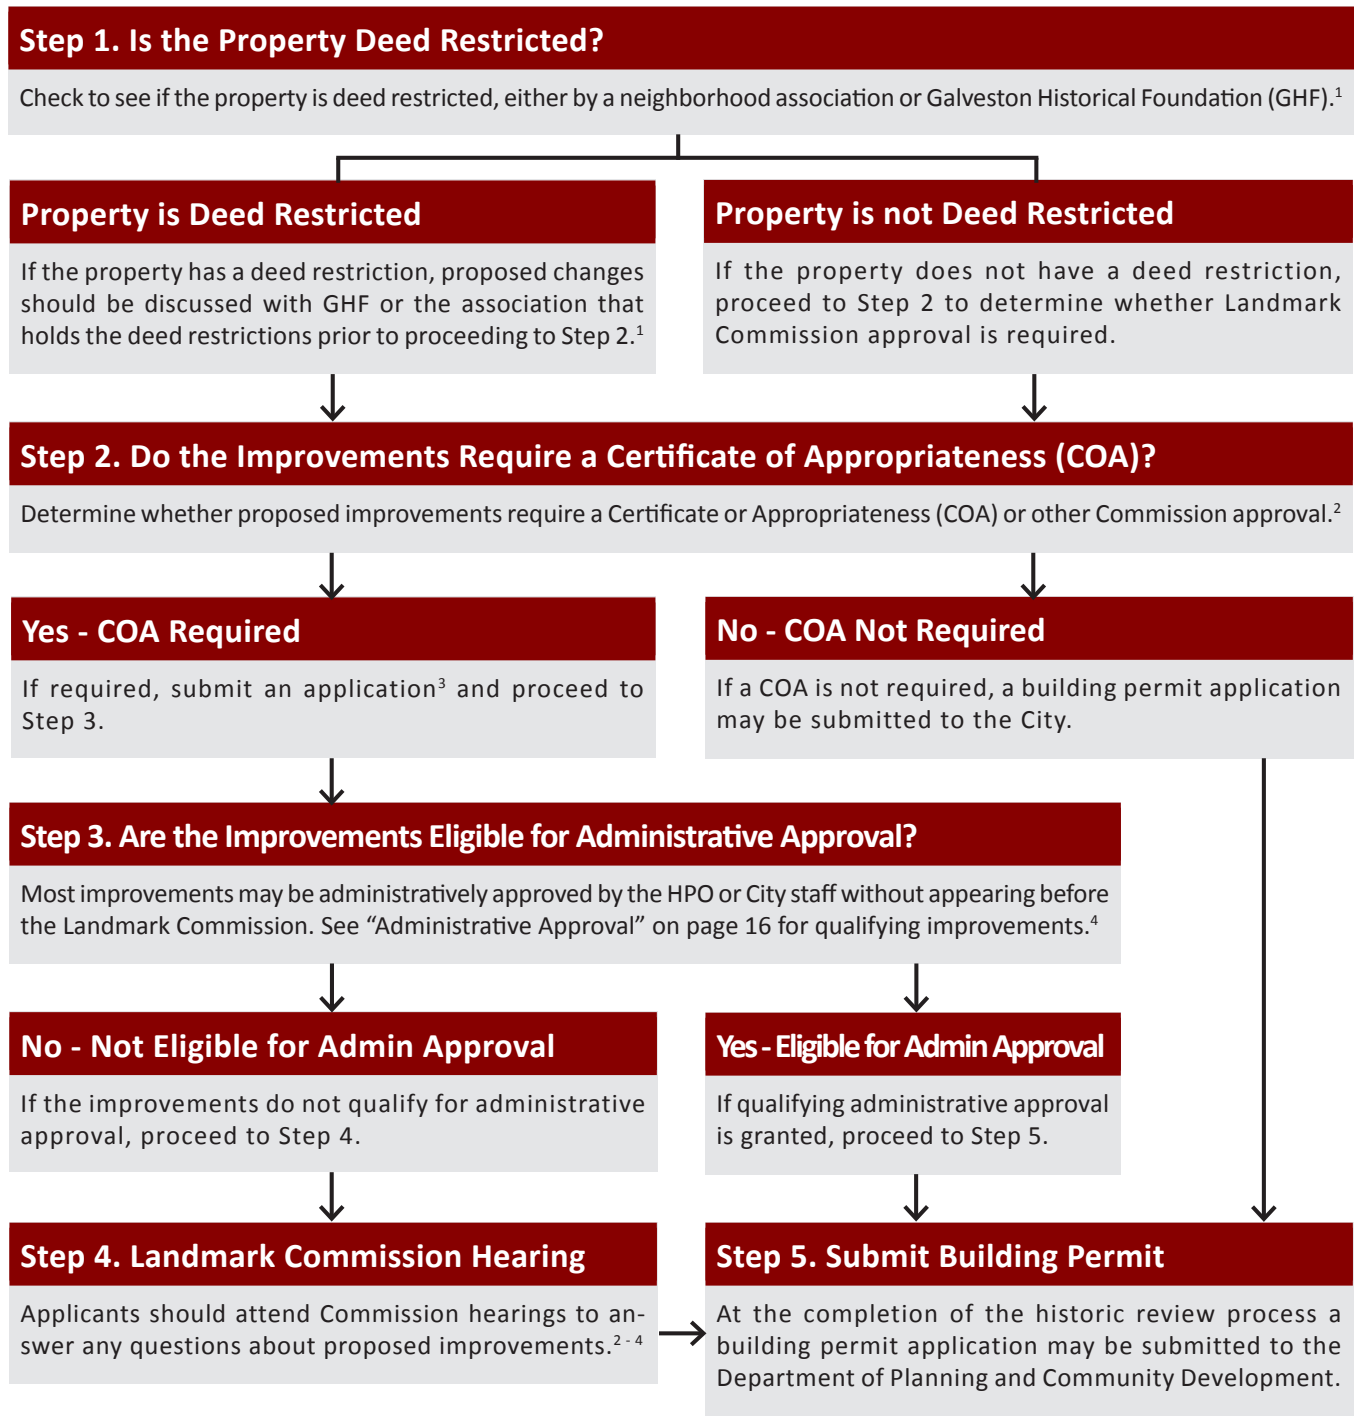 Step 1. Is the Property Deed Restricted?
Check to see if the property is deed restricted, either by a neighborhood association or Galveston Historical Foundation (GHF).1
Property is Deed Restricted
If the property has a deed restriction, proposed changes
should be discussed with GHF or the association that
holds the deed restrictions prior to proceeding to Step 2.1
Property is not Deed Restricted
If the property does not have a deed restriction,
proceed to Step 2 to determine whether Landmark
Commission approval is required.
Step 2. Do the Improvements Require a Certificate of Appropriateness (COA)?
Determine whether proposed improvements require a Certificate or Appropriateness (COA) or other Commission approval.2
Yes - COA Required
If required, submit an application3 and proceed to
Step 3.
No - COA Not Required
If a COA is not required, a building permit application
may be submitted to the City.
Step 3. Are the Improvements Eligible for Administrative Approval?
Most improvements may be administratively approved by the HPO or City staff without appearing before
the Landmark Commission. See “Administrative Approval” on page 16 for qualifying improvements.4
No - Not Eligible for Admin Approval
If the improvements do not qualify for administrative
approval, proceed to Step 4.
Yes - Eligible for Admin Approval
If qualifying administrative approval
is granted, proceed to Step 5.
Step 4. Landmark Commission Hearing
Applicants should attend Commission hearings to an-
swer any questions about proposed improvements.2 - 4
Step 5. Submit Building Permit
At the completion of the historic review process a
building permit application may be submitted to the
Department of Planning and Community Development.